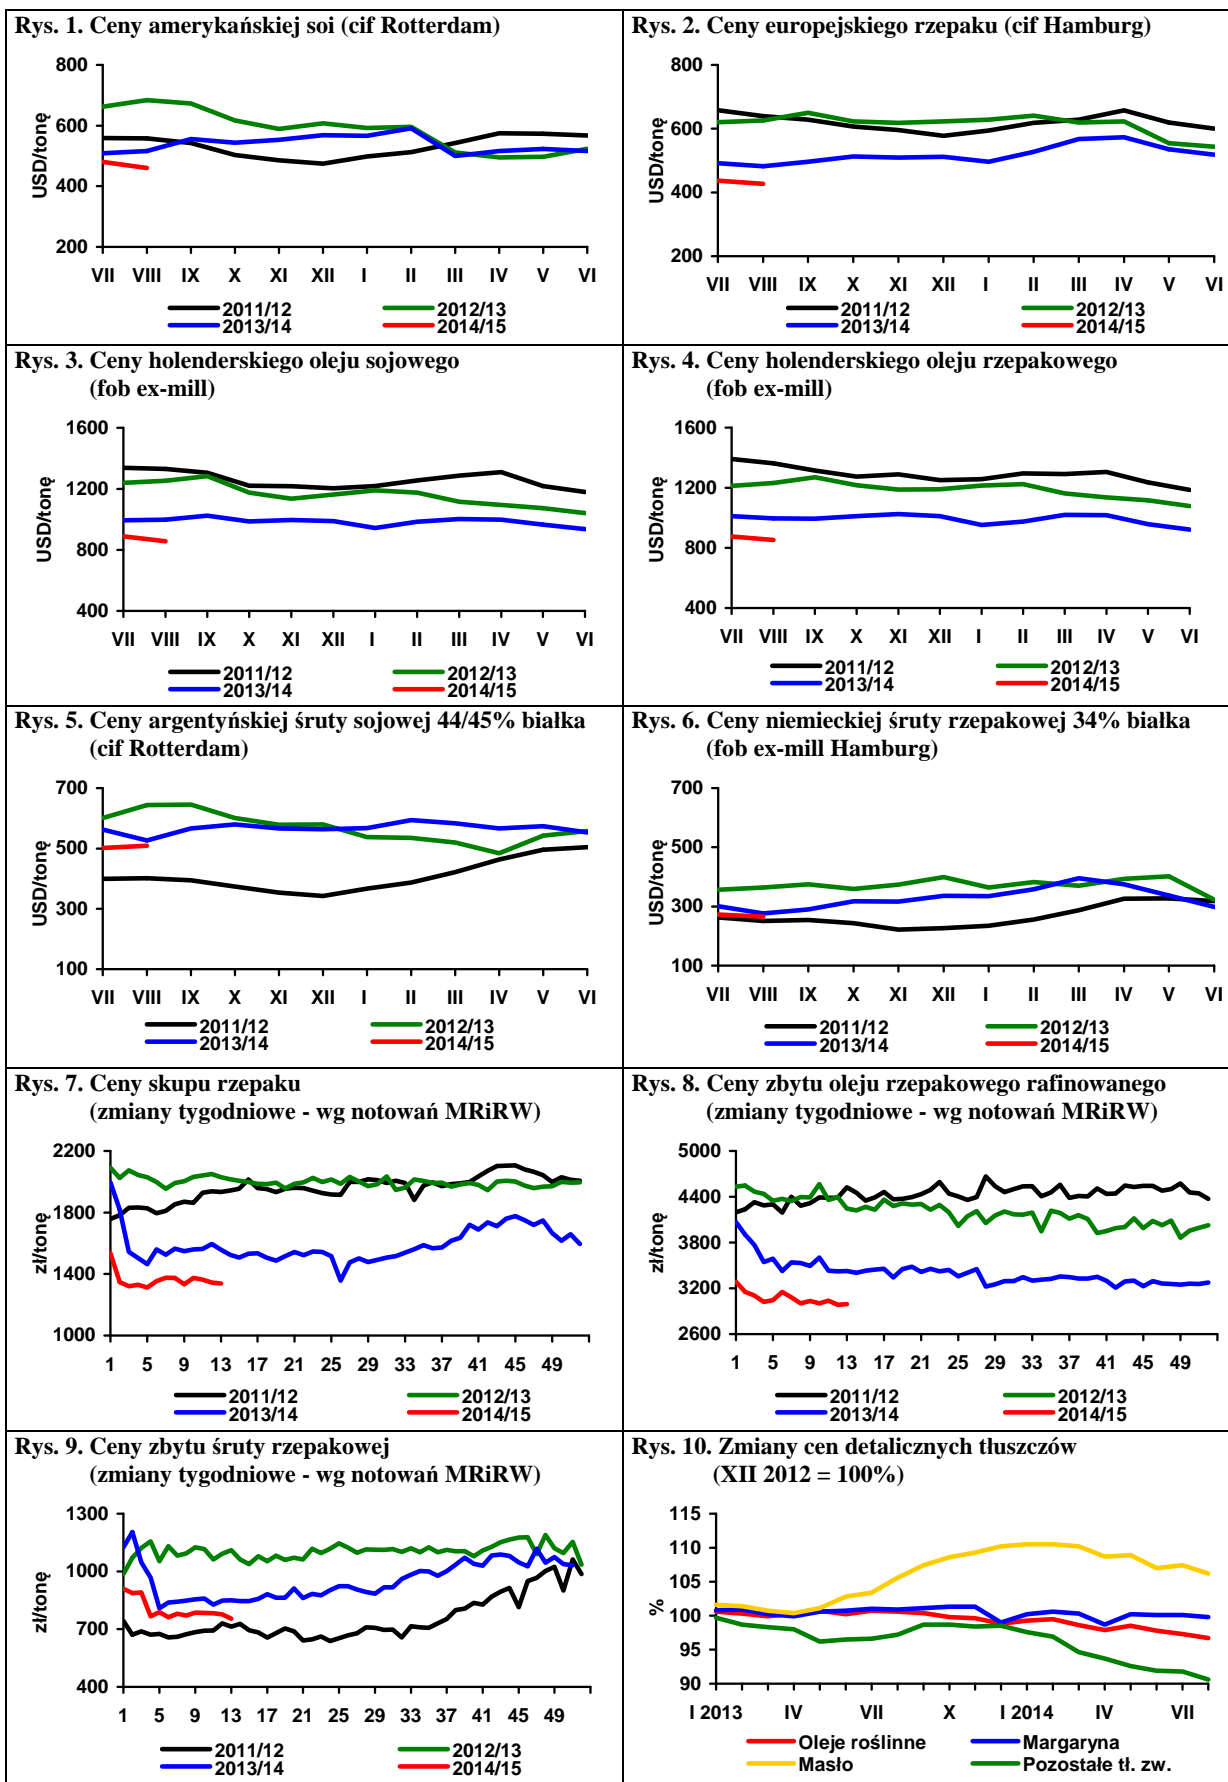 Rys. 1. Ceny amerykańskiej soi (cif Rotterdam)
800
600
400
200
USD/tonę
VII VIII IX X XI XII I II III IV V VI
2011/12 2012/13
2013/14 2014/15
Rys. 2. Ceny europejskiego rzepaku (cif Hamburg)
800
600
400
200
USD/tonę
VII VIII IX X XI XII I II III IV V VI
2011/12 2012/13
2013/14 2014/15
Rys. 3. Ceny holenderskiego oleju sojowego
(fob ex-mill)
1600
1200
800
400
USD/tonę
VII VIII IX X XI XII I II III IV V VI
2011/12 2012/13
2013/14 2014/15
Rys. 4. Ceny holenderskiego oleju rzepakowego
(fob ex-mill)
1600
1200
800
400
USD/tonę
VII VIII IX X XI XII I II III IV V VI
2011/12 2012/13
2013/14 2014/15
Rys. 5. Ceny argentyńskiej śruty sojowej 44/45% białka
(cif Rotterdam)
700
500
300
100
USD/tonę
VII VIII IX X XI XII I II III IV V VI
2011/12 2012/13
2013/14 2014/15
Rys. 6. Ceny niemieckiej śruty rzepakowej 34% białka
(fob ex-mill Hamburg)
700
500
300
100
USD/tonę
VII VIII IX X XI XII I II III IV V VI
2011/12 2012/13
2013/14 2014/15
Rys. 7. Ceny skupu rzepaku
(zmiany tygodniowe - wg notowań MRiRW)
2200
1800
1400
1000
zł/tonę
1 5 9 13 17 21 25 29 33 37 41 45 49
2011/12 2012/13
2013/14 2014/15
Rys. 8. Ceny zbytu oleju rzepakowego rafinowanego
(zmiany tygodniowe - wg notowań MRiRW)
5000
4400
3800
3200
2600
zł/tonę
1 5 9 13 17 21 25 29 33 37 41 45 49
2011/12 2012/13
2013/14 2014/15
Rys. 9. Ceny zbytu śruty rzepakowej
(zmiany tygodniowe - wg notowań MRiRW)
1300
1000
700
400
zł/tonę
1 5 9 13 17 21 25 29 33 37 41 45 49
2011/12 2012/13
2013/14 2014/15
Rys. 10. Zmiany cen detalicznych tłuszczów
(XII 2012 = 100%)
115
110
105
100
95
90
%
I 2013 IV VII X I 2014 IV VII
Oleje roślinne Margaryna
Masło Pozostałe tł. zw.